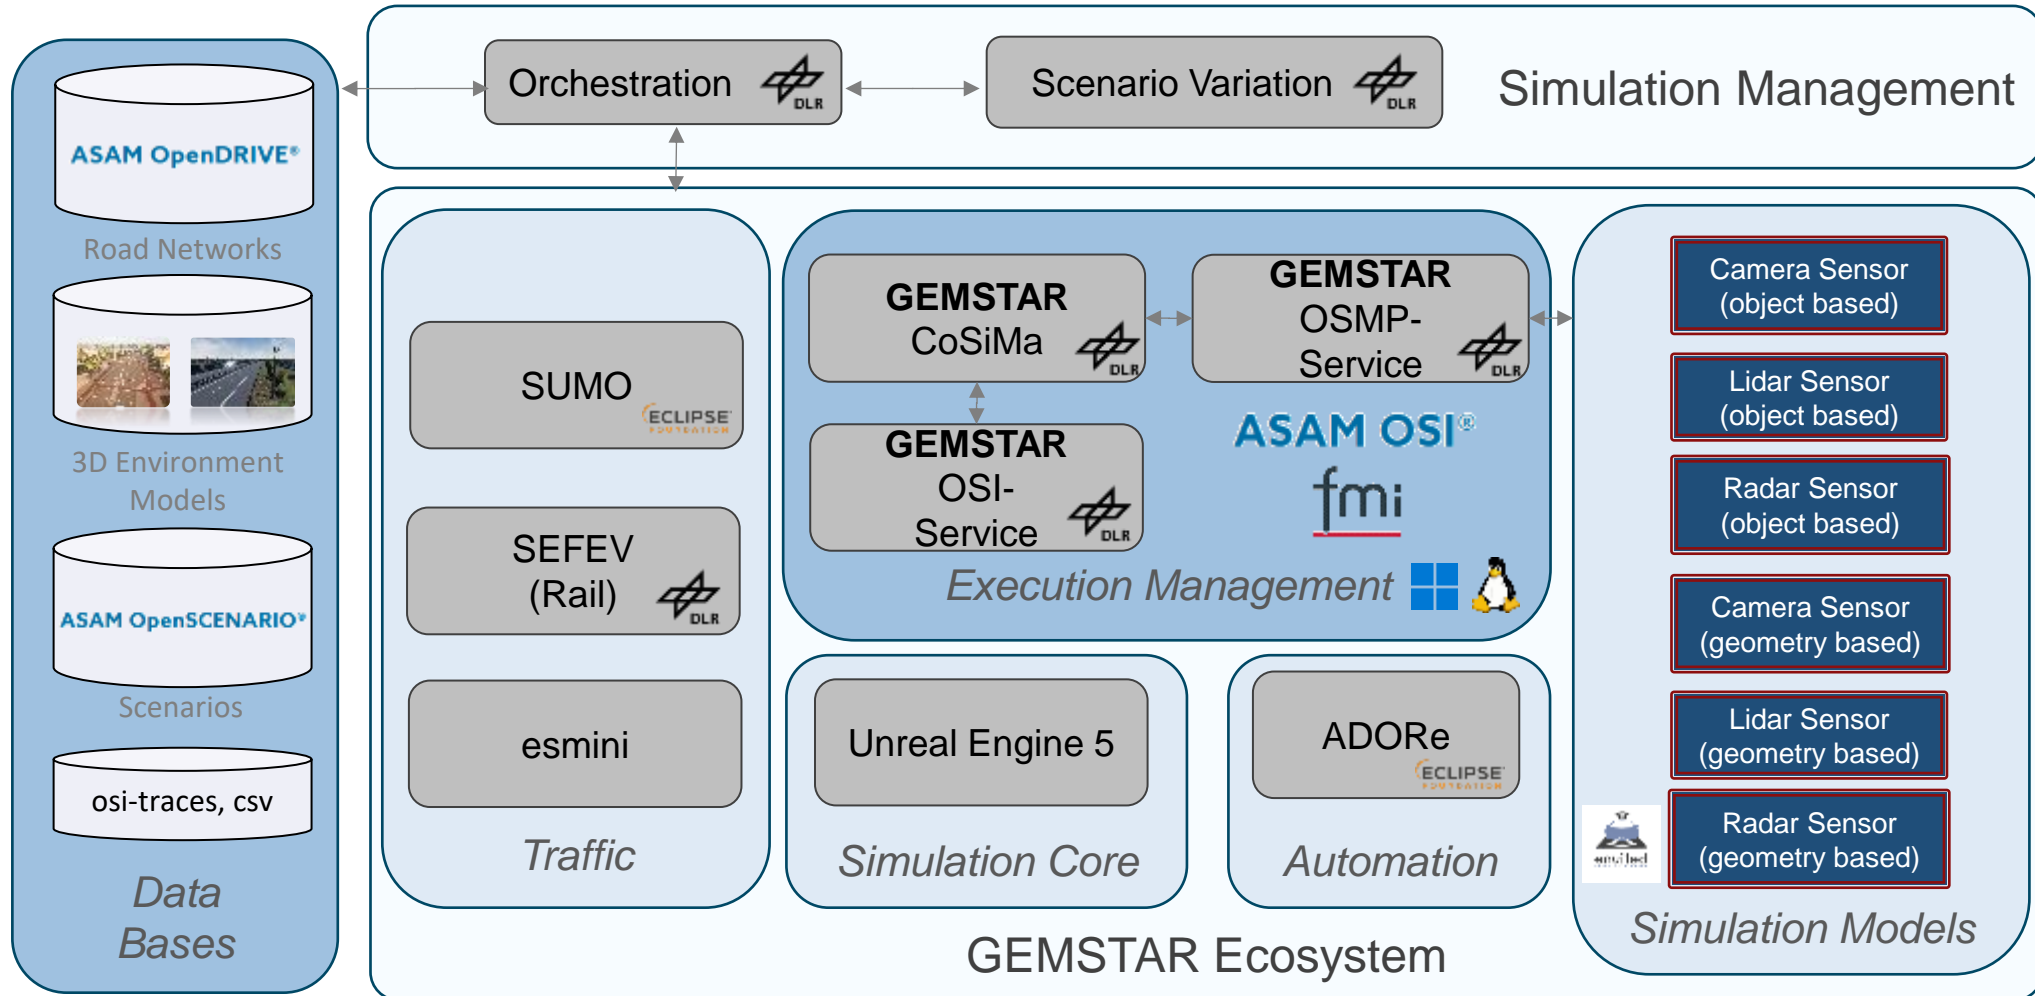 ASAM OpenDRIVE®
Road Networks
3D Environment
Models
ASAM OpenSCENARIO®
Scenarios
osi-traces, csv
Data
Bases
Orchestration
DLR
Scenario Variation
DLR
Simulation Management
SUMO
ECLIPSE
FOUNDATION
SEFEV
(Rail)
DLR
esmini
Traffic
GEMSTAR
CoSiMa
DLR
GEMSTAR
OSMP-
Service
DLR
GEMSTAR
OSI-
Service
DLR
ASAM OSI®
fmi
Execution Management
Unreal Engine 5
Simulation Core
ADORe
ECLIPSE
FOUNDATION
Automation
Camera Sensor
(object based)
Lidar Sensor
(object based)
Radar Sensor
(object based)
Camera Sensor
(geometry based)
Lidar Sensor
(geometry based)
Radar Sensor
(geometry based)
Simulation Models
GEMSTAR Ecosystem